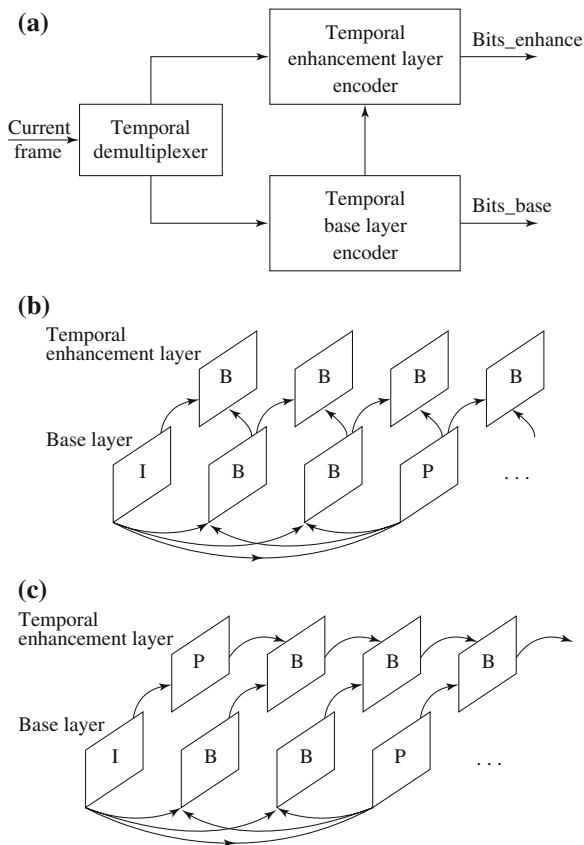 (a)
Temporal
enhancement layer
encoder
Bits_enhance
Current
frame
Temporal
demultiplexer
Temporal
base layer
encoder
Bits_base
(b)
Temporal
enhancement layer
B
B
B
B
Base layer
I
B
B
P
. . .
(c)
Temporal
enhancement layer
P
B
B
B
Base layer
I
B
B
P
. . .